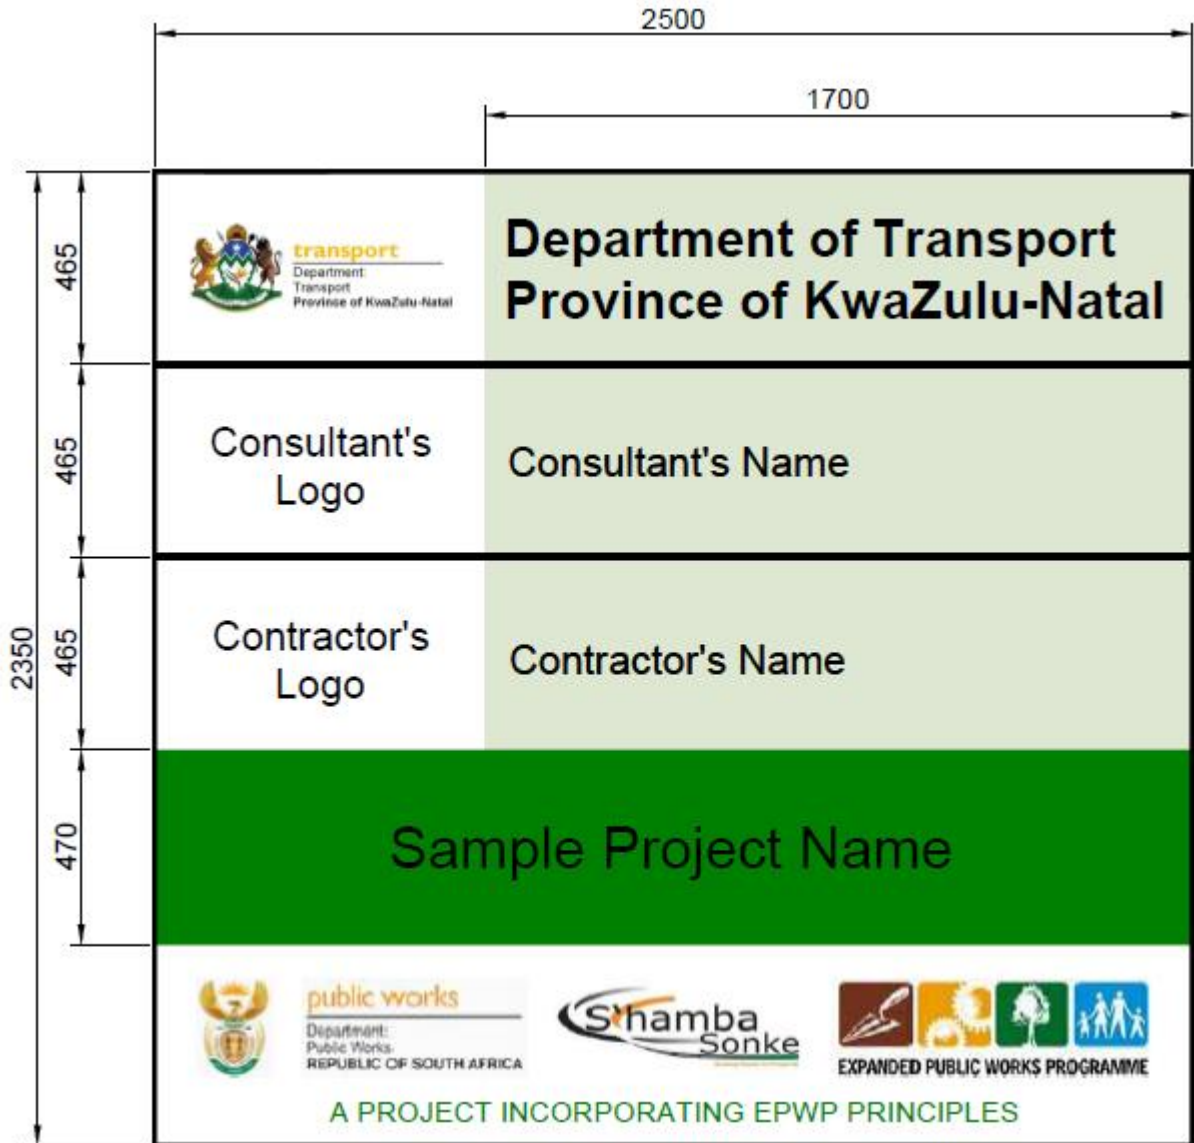 2500
1700
465
transport
Department:
Transport
Province of KwaZulu-Natal
Department of Transport
Province of KwaZulu-Natal
465
Consultant's
Logo
Consultant's Name
2350
465
Contractor's
Logo
Contractor's Name
470
Sample Project Name
public works
Department:
Public Works
REPUBLIC OF SOUTH AFRICA
S'hamba
Sonke
EXPANDED PUBLIC WORKS PROGRAMME
A PROJECT INCORPORATING EPWP PRINCIPLES